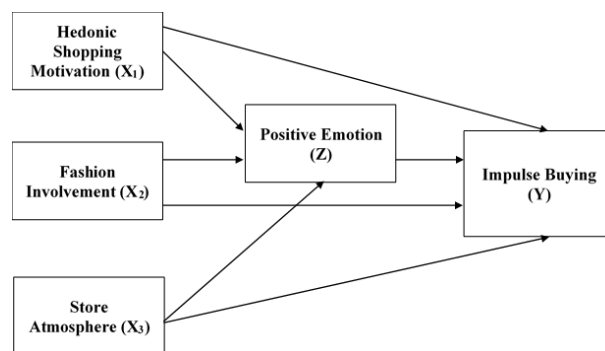 Hedonic
Shopping
Motivation (X₁)
Positive Emotion
(Z)
Fashion
Involvement (X₂)
Impulse Buying
(Y)
Store
Atmosphere (X₃)